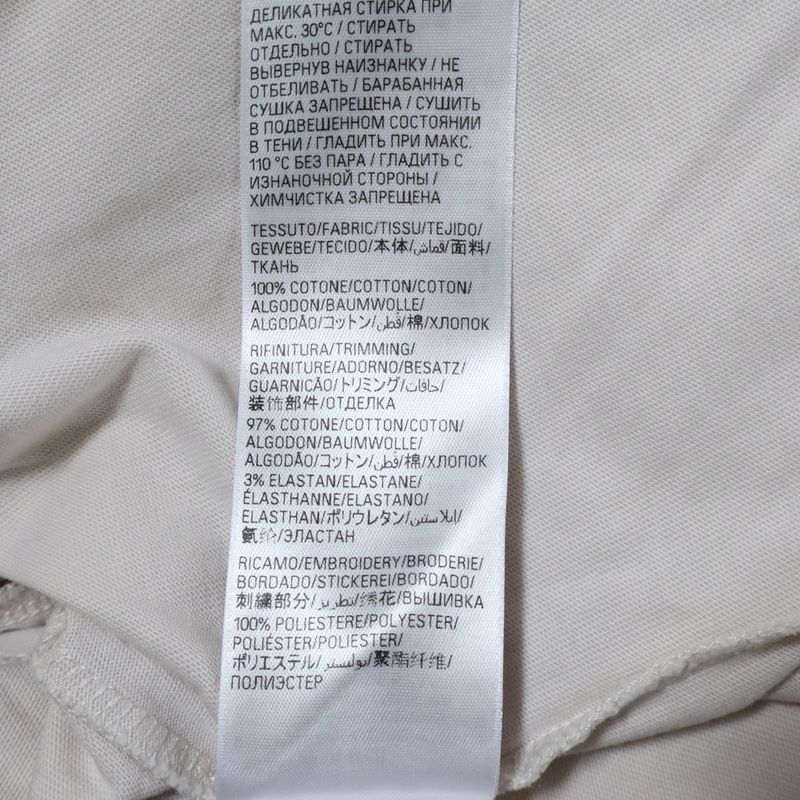 ДЕЛИКАТНАЯ СТИРКА ПРИ
МАКС. 30°C / СТИРАТЬ
ОТДЕЛЬНО / СТИРАТЬ
ВЫВЕРНУВ НАИЗНАНКУ / НЕ
ОТБЕЛИВАТЬ / БАРАБАННАЯ
СУШКА ЗАПРЕЩЕНА / СУШИТЬ
В ПОДВЕШЕННОМ СОСТОЯНИИ
В ТЕНИ / ГЛАДИТЬ ПРИ МАКС.
110 °C БЕЗ ПАРА / ГЛАДИТЬ С
ИЗНАНОЧНОЙ СТОРОНЫ /
ХИМЧИСТКА ЗАПРЕЩЕНА
TESSUTO/FABRIC/TISSU/TEJIDO/
GEWEBE/TECIDO/本体/قماش/面料/
ТКАНЬ
100% COTONE/COTTON/COTON/
ALGODON/BAUMWOLLE/
ALGODÃO/コットン/قُطن/棉/ХЛОПОК
RIFINITURA/TRIMMING/
GARNITURE/ADORNO/BESATZ/
GUARNICÃO/トリミング/حافات/
装饰部件/ОТДЕЛКА
97% COTONE/COTTON/COTON/
ALGODON/BAUMWOLLE/
ALGODÃO/コットン/قُطن/棉/ХЛОПОК
3% ELASTAN/ELASTANE/
ÉLASTHANNE/ELASTANO/
ELASTHAN/ポリウレタン/إيلاستين/
氨纶/ЭЛАСТАН
RICAMO/EMBROIDERY/BRODERIE/
BORDADO/STICKEREI/BORDADO/
刺繍部分/تطريز/绣花/ВЫШИВКА
100% POLIESTERE/POLYESTER/
POLIÉSTER/POLIESTER/
ポリエステル/بوليستر/聚酯纤维/
ПОЛИЭСТЕР